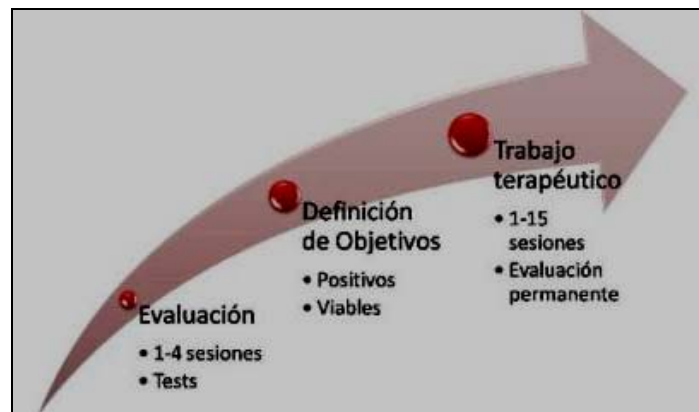 Evaluación
• 1-4 sesiones
• Tests
Definición
de Objetivos
• Positivos
• Viables
Trabajo
terapéutico
• 1-15
sesiones
• Evaluación
permanente